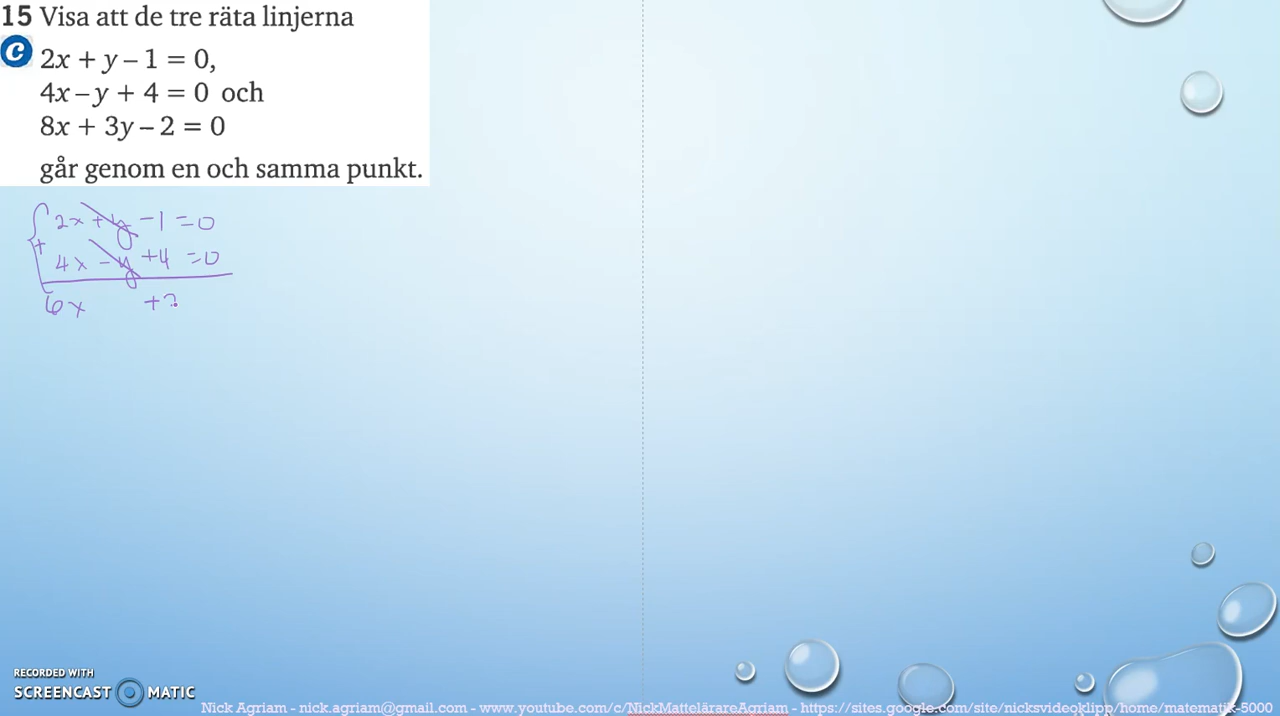 15 Visa att de tre räta linjerna
C 2x + y – 1 = 0,
4x – y + 4 = 0 och
8x + 3y – 2 = 0
går genom en och samma punkt.
2x + y - 1 = 0
+ 4x - y + 4 = 0
6x + 3
RECORDED WITH
SCREENCAST MATIC
Nick Agriam - nick.agriam@gmail.com - www.youtube.com/c/NickMattelärareAgriam - https://sites.google.com/site/nicksvideoklipp/home/matematik-5000